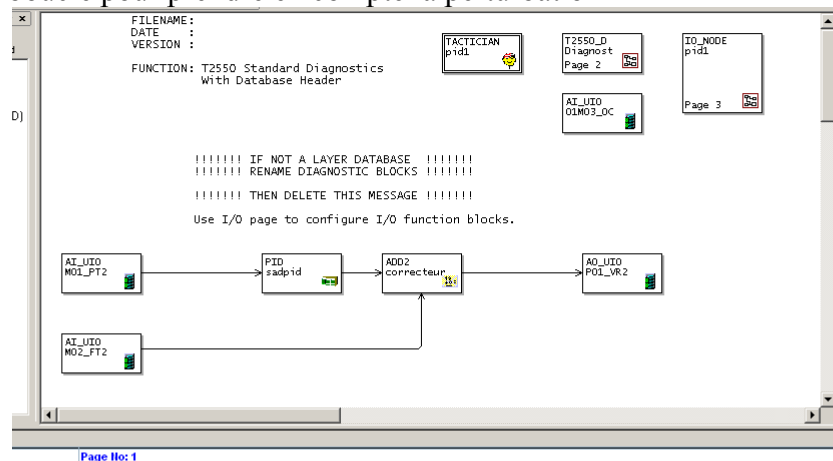 FILENAME:
DATE :
VERSION :
FUNCTION: T2550 Standard Diagnostics
With Database Header
TACTICIAN
pid1
T2550_D
Diagnost
Page 2
IO_NODE
pid1
Page 3
AI_UIO
01M03_0C
D)
!!!!!!! IF NOT A LAYER DATABASE !!!!!!!
!!!!!!! RENAME DIAGNOSTIC BLOCKS !!!!!!!
!!!!!!! THEN DELETE THIS MESSAGE !!!!!!!
Use I/O page to configure I/O function blocks.
AI_UIO
M01_PT2
PID
sadpid
ADD2
correcteur
AO_UIO
P01_VR2
AI_UIO
M02_FT2
Page No: 1